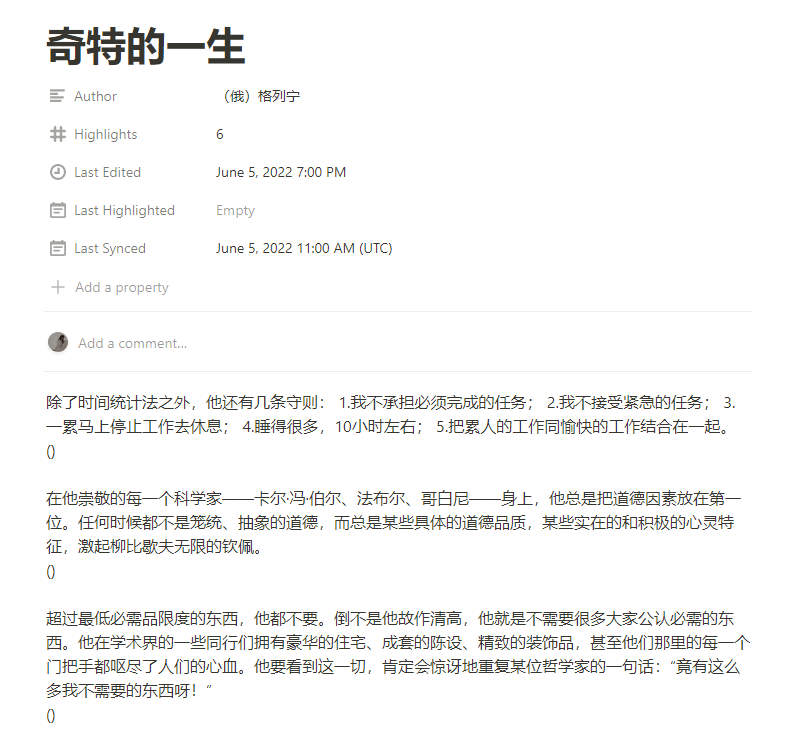 奇特的一生
Author （俄）格列宁
Highlights 6
Last Edited June 5, 2022 7:00 PM
Last Highlighted Empty
Last Synced June 5, 2022 11:00 AM (UTC)
Add a property
Add a comment...
除了时间统计法之外，他还有几条守则： 1.我不承担必须完成的任务； 2.我不接受紧急的任务； 3.
一累马上停止工作去休息； 4.睡得很多，10小时左右； 5.把累人的工作同愉快的工作结合在一起。
()
在他崇敬的每一个科学家——卡尔·冯·伯尔、法布尔、哥白尼——身上，他总是把道德因素放在第一
位。任何时候都不是笼统、抽象的道德，而总是某些具体的道德品质，某些实在的和积极的心灵特
征，激起柳比歇夫无限的钦佩。
()
超过最低必需品限度的东西，他都不要。倒不是他故作清高，他就是不需要很多大家公认必需的东
西。他在学术界的一些同行们拥有豪华的住宅、成套的陈设、精致的装饰品，甚至他们那里的每一个
门把手都呕尽了人们的心血。他要看到这一切，肯定会惊讶地重复某位哲学家的一句话：“竟有这么
多我不需要的东西呀！”
()